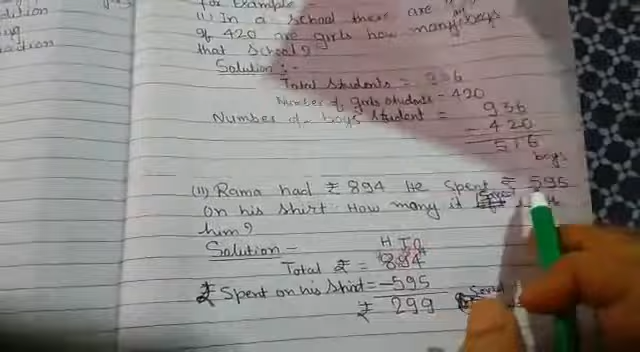 for Example -
(I) In a school there are
of 420 are girls how many boys
that school?
Solution :-
Total Students = 936
Number of girls students - 420
Number of boys student =
936
- 420
516
boys
(II) Rama had ₹ 894 He spent ₹ 595
on his shirt. How many it
him?
Solution -
H T O
Total ₹ = 894
₹ Spent on his Shirt = -595
₹ 299